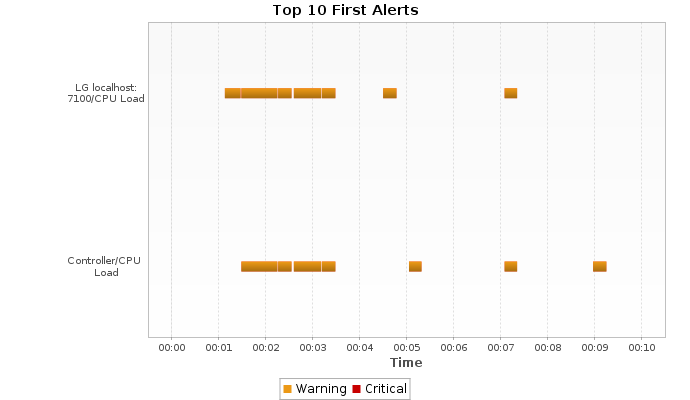 Top 10 First Alerts
LG localhost:
7100/CPU Load
Controller/CPU
Load
00:00 00:01 00:02 00:03 00:04 00:05 00:06 00:07 00:08 00:09 00:10
Time
Warning Critical